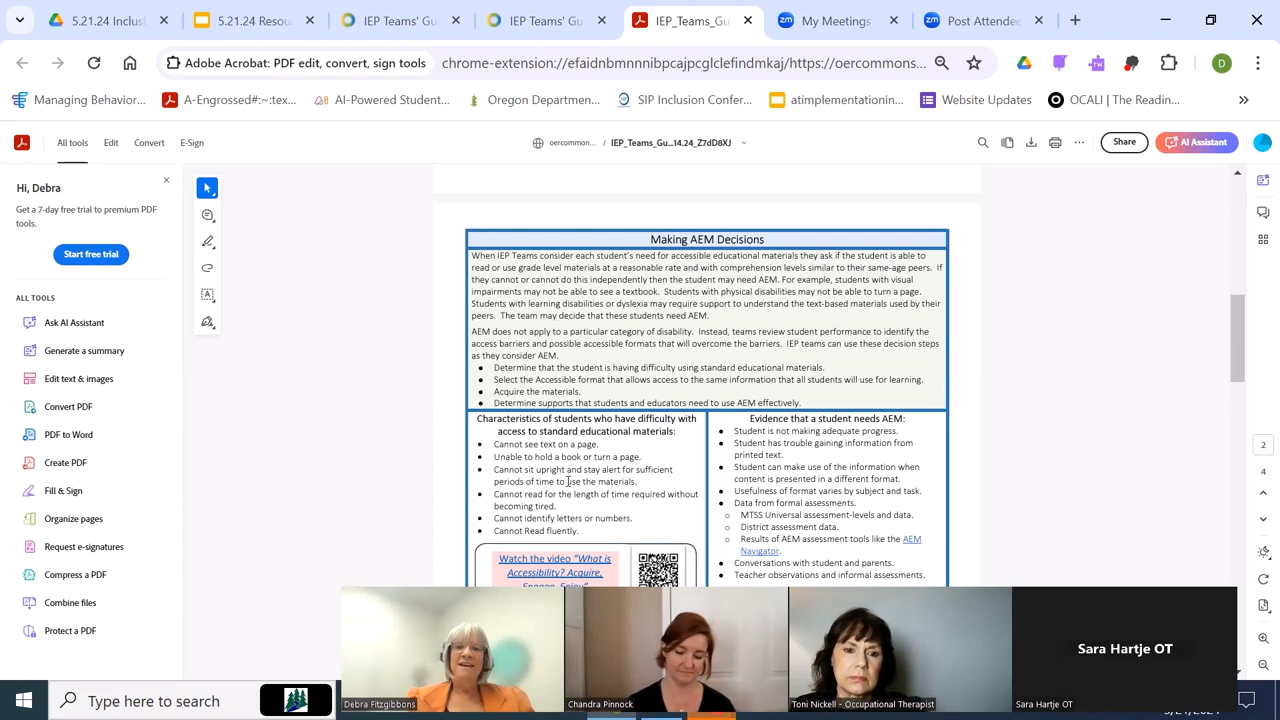 5.21.24 Inclus
5.21.24 Resou
IEP Teams' Gu
IEP Teams' Gu
IEP_Teams_Gu
My Meetings
Post Attendee
Adobe Acrobat: PDF edit, convert, sign tools
chrome-extension://efaidnbmnnnibpcajpcglclefindmkaj/https://oercommons...
D
Managing Behavior...
A-Engrossed#:~:tex...
AI-Powered Student...
Oregon Departmen...
SIP Inclusion Confer...
atimplementationin...
Website Updates
OCALI | The Readin...
All tools
Edit
Convert
E-Sign
oercommon... / IEP_Teams_Gu...14.24_Z7dD8XJ
Share
AI Assistant
Hi, Debra
Get a 7-day free trial to premium PDF
tools.
Start free trial
ALL TOOLS
Ask AI Assistant
Generate a summary
Edit text & images
Convert PDF
PDF to Word
Create PDF
Fill & Sign
Organize pages
Request e-signatures
Compress a PDF
Combine files
Protect a PDF
Making AEM Decisions
When IEP Teams consider each student's need for accessible educational materials they ask if the student is able to
read or use grade level materials at a reasonable rate and with comprehension levels similar to their same-age peers. If
they cannot or cannot do this independently then the student may need AEM. For example, students with visual
impairments may not be able to see a textbook. Students with physical disabilities may not be able to turn a page.
Students with learning disabilities or dyslexia may require support to understand the text-based materials used by their
peers. The team may decide that these students need AEM.
AEM does not apply to a particular category of disability. Instead, teams review student performance to identify the
access barriers and possible accessible formats that will overcome the barriers. IEP teams can use these decision steps
as they consider AEM.
● Determine that the student is having difficulty using standard educational materials.
● Select the Accessible format that allows access to the same information that all students will use for learning.
● Acquire the materials.
● Determine supports that students and educators need to use AEM effectively.
Characteristics of students who have difficulty with
access to standard educational materials:
● Cannot see text on a page.
● Unable to hold a book or turn a page.
● Cannot sit upright and stay alert for sufficient
periods of time to use the materials.
● Cannot read for the length of time required without
becoming tired.
● Cannot identify letters or numbers.
● Cannot Read fluently.
Watch the video "What is
Accessibility? Acquire,
Engage, Enjoy"
Evidence that a student needs AEM:
● Student is not making adequate progress.
● Student has trouble gaining information from
printed text.
● Student can make use of the information when
content is presented in a different format.
● Usefulness of format varies by subject and task.
● Data from formal assessments.
○ MTSS Universal assessment-levels and data.
○ District assessment data.
○ Results of AEM assessment tools like the AEM
Navigator.
● Conversations with student and parents.
● Teacher observations and informal assessments.
2
4
Debra Fitzgibbons
Chandra Pinnock
Toni Nickell - Occupational Therapist
Sara Hartje OT
Sara Hartje OT
Type here to search